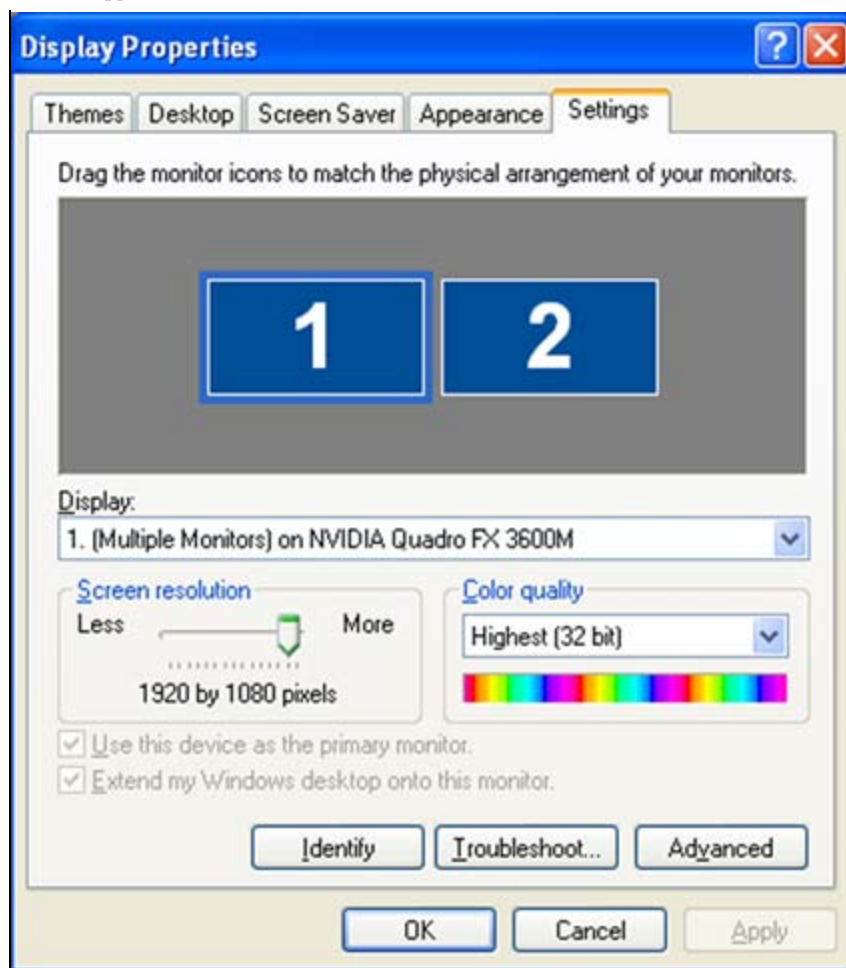 Display Properties
Themes Desktop Screen Saver Appearance Settings
Drag the monitor icons to match the physical arrangement of your monitors.
1 2
Display:
1. (Multiple Monitors) on NVIDIA Quadro FX 3600M
Screen resolution Color quality
Less More Highest (32 bit)
1920 by 1080 pixels
Use this device as the primary monitor.
Extend my Windows desktop onto this monitor.
Identify Troubleshoot... Advanced
OK Cancel Apply